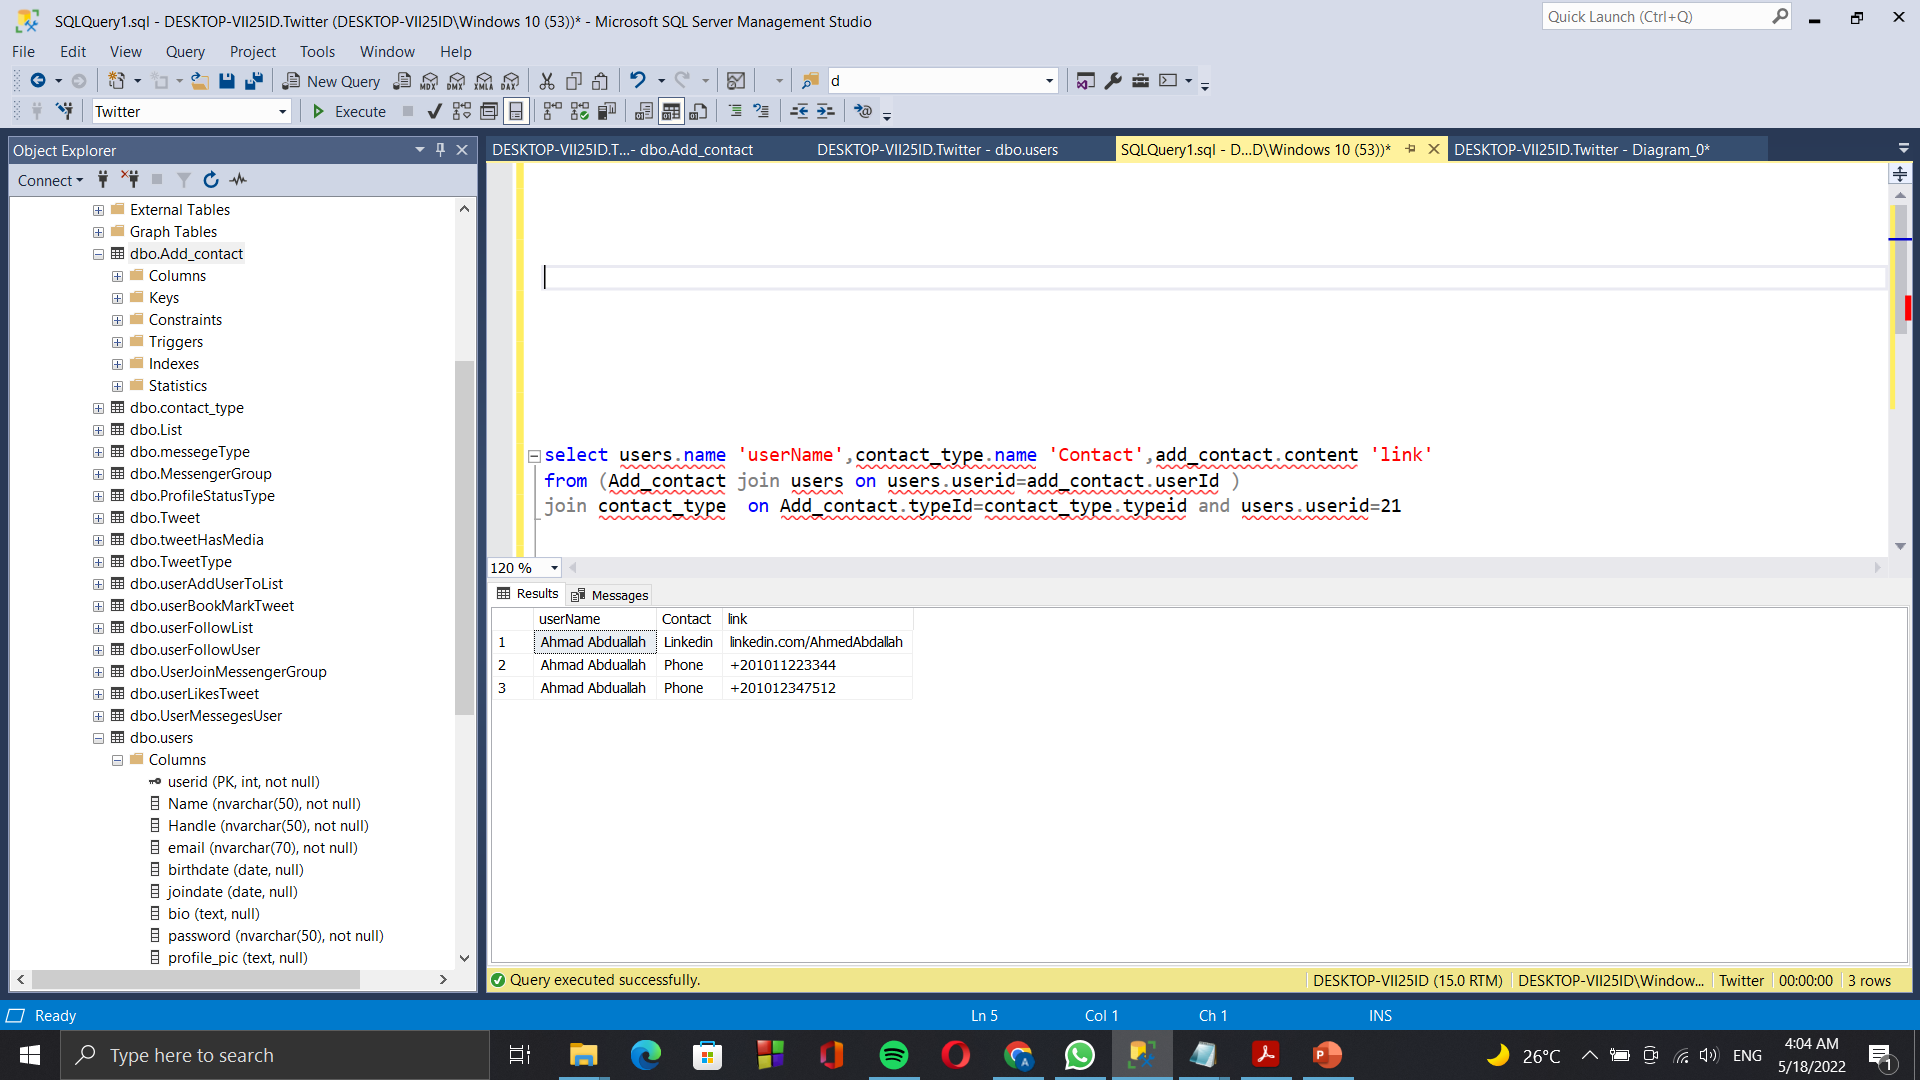 SQLQuery1.sql - DESKTOP-VII25ID.Twitter (DESKTOP-VII25ID\Windows 10 (53))* - Microsoft SQL Server Management Studio
Quick Launch (Ctrl+Q)
File Edit View Query Project Tools Window Help
New Query MDX DMX XMLA DAX d
Twitter Execute
Object Explorer
DESKTOP-VII25ID.T...- dbo.Add_contact DESKTOP-VII25ID.Twitter - dbo.users SQLQuery1.sql - D...D\Windows 10 (53))* DESKTOP-VII25ID.Twitter - Diagram_0*
Connect
External Tables
Graph Tables
dbo.Add_contact
Columns
Keys
Constraints
Triggers
Indexes
Statistics
dbo.contact_type
dbo.List
dbo.messegeType
dbo.MessengerGroup
dbo.ProfileStatusType
dbo.Tweet
dbo.tweetHasMedia
dbo.TweetType
dbo.userAddUserToList
dbo.userBookMarkTweet
dbo.userFollowList
dbo.userFollowUser
dbo.UserJoinMessengerGroup
dbo.userLikesTweet
dbo.UserMessegesUser
dbo.users
Columns
userid (PK, int, not null)
Name (nvarchar(50), not null)
Handle (nvarchar(50), not null)
email (nvarchar(70), not null)
birthdate (date, null)
joindate (date, null)
bio (text, null)
password (nvarchar(50), not null)
profile_pic (text, null)
select users.name 'userName',contact_type.name 'Contact',add_contact.content 'link'
from (Add_contact join users on users.userid=add_contact.userId )
join contact_type  on Add_contact.typeId=contact_type.typeid and users.userid=21
120 %
Results Messages
userName Contact link
1 Ahmad Abduallah Linkedin linkedin.com/AhmedAbdallah
2 Ahmad Abduallah Phone +201011223344
3 Ahmad Abduallah Phone +201012347512
Query executed successfully. DESKTOP-VII25ID (15.0 RTM) DESKTOP-VII25ID\Window... Twitter 00:00:00 3 rows
Ready Ln 5 Col 1 Ch 1 INS
Type here to search
26°C ENG 4:04 AM
5/18/2022
1